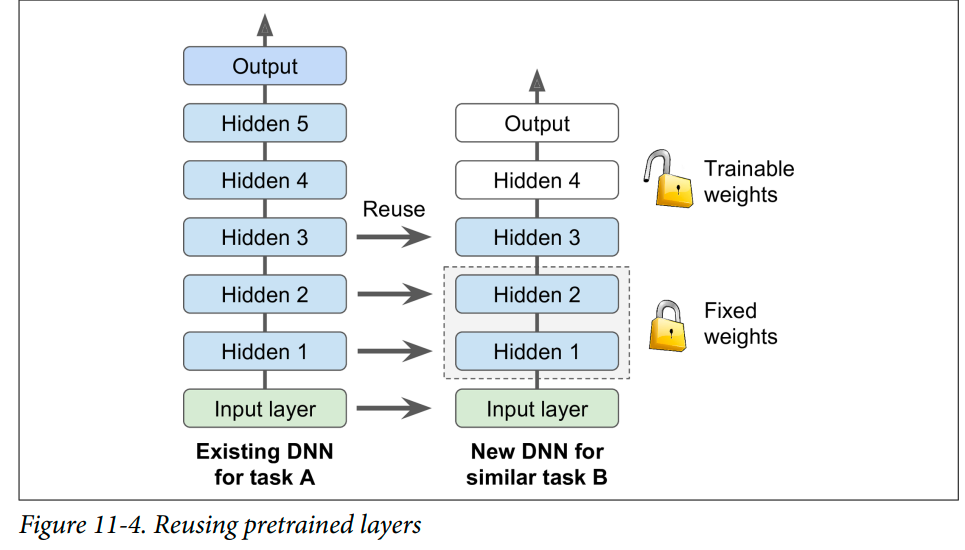 Output
Hidden 5
Hidden 4
Hidden 3
Hidden 2
Hidden 1
Input layer
Existing DNN
for task A
Reuse
Output
Hidden 4
Hidden 3
Hidden 2
Hidden 1
Input layer
New DNN for
similar task B
Trainable
weights
Fixed
weights
Figure 11-4. Reusing pretrained layers